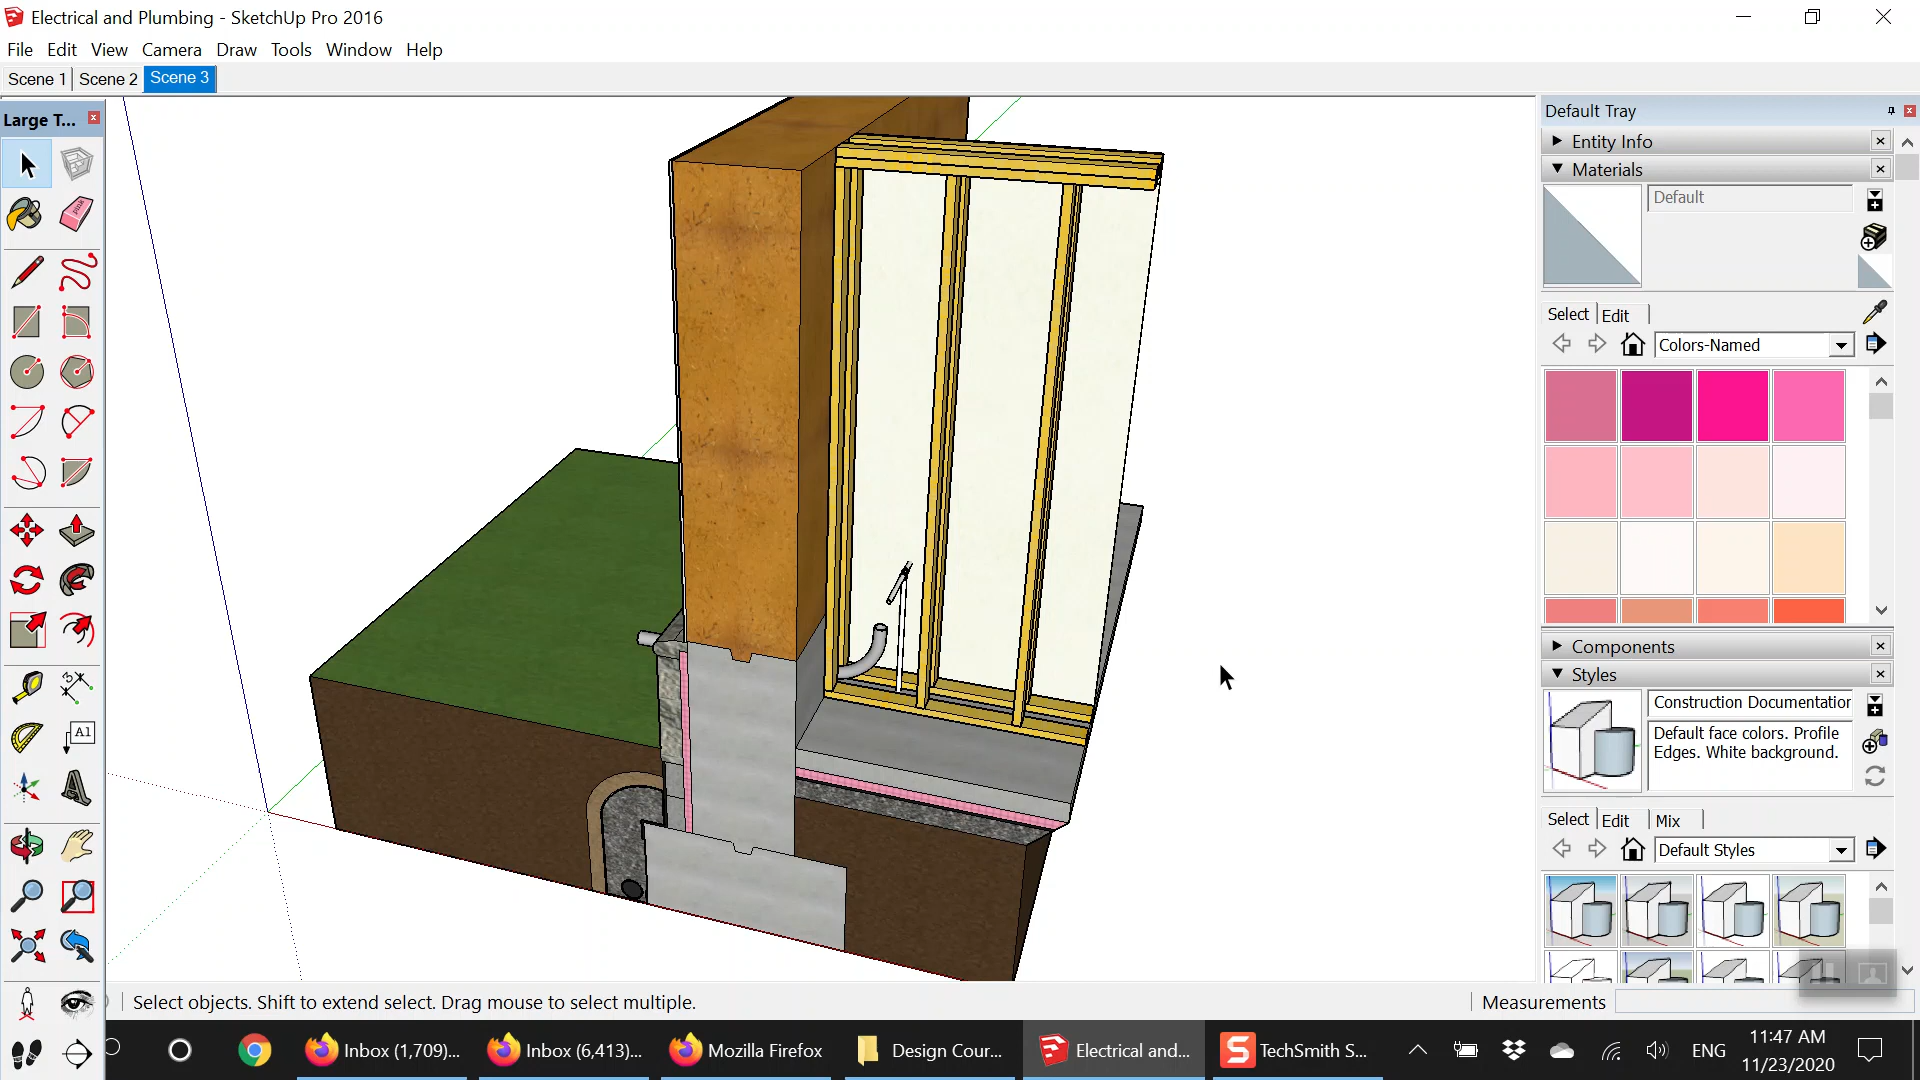 Electrical and Plumbing - SketchUp Pro 2016
File Edit View Camera Draw Tools Window Help
Scene 1 Scene 2 Scene 3
Large T...
Default Tray
Entity Info
Materials
Default
Select Edit
Colors-Named
Components
Styles
Construction Documentation
Default face colors. Profile
Edges. White background.
Select Edit Mix
Default Styles
pink
3
A1
Select objects. Shift to extend select. Drag mouse to select multiple.
Measurements
Inbox (1,709)...
Inbox (6,413)...
Mozilla Firefox
Design Cour...
Electrical and...
S
TechSmith S...
ENG
11:47 AM
11/23/2020